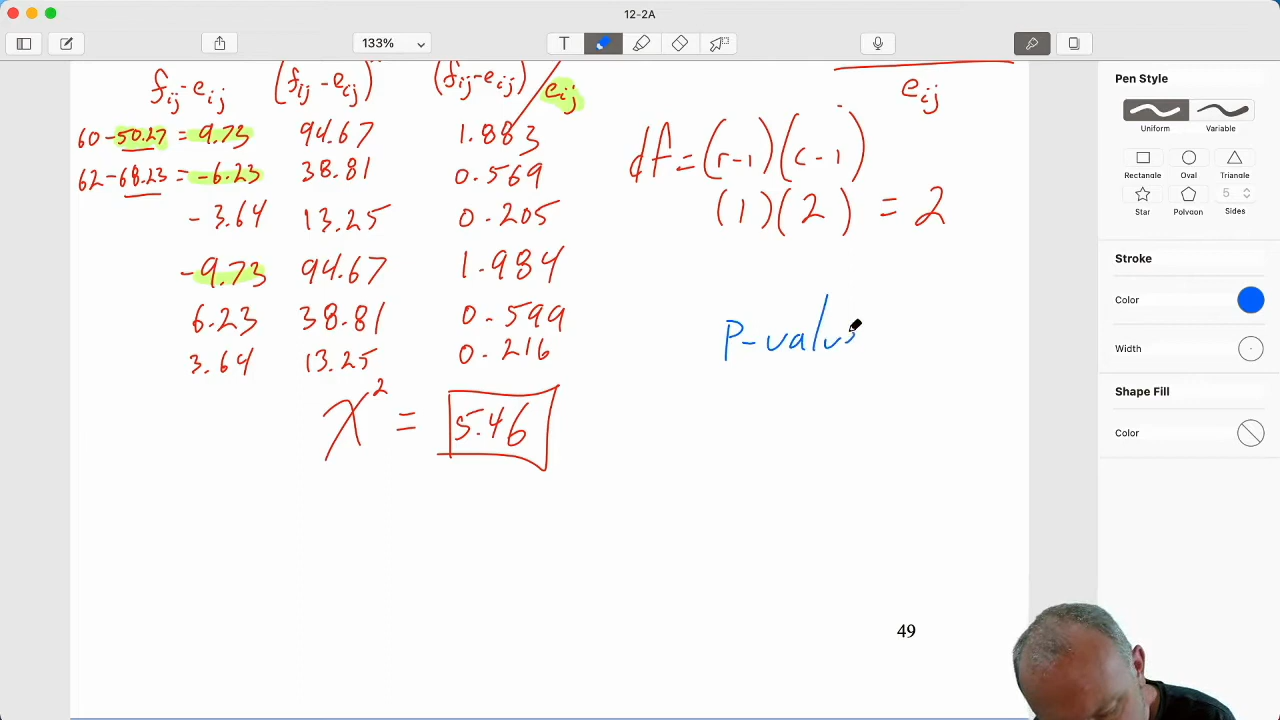 12-2A
133%
T
Pen Style
Uniform Variable
Rectangle Oval Triangle
Star Polygon 5 Sides
Stroke
Color
Width
Shape Fill
Color
fij-eij (fij-eij) (fij-eij)/eij
60-50.27 = 9.73 94.67 1.883
62-68.23 = -6.23 38.81 0.569
-3.64 13.25 0.205
-9.73 94.67 1.984
6.23 38.81 0.599
3.64 13.25 0.216
χ² = 5.46
eij
df = (r-1)(c-1)
(1)(2) = 2
P-valu
49